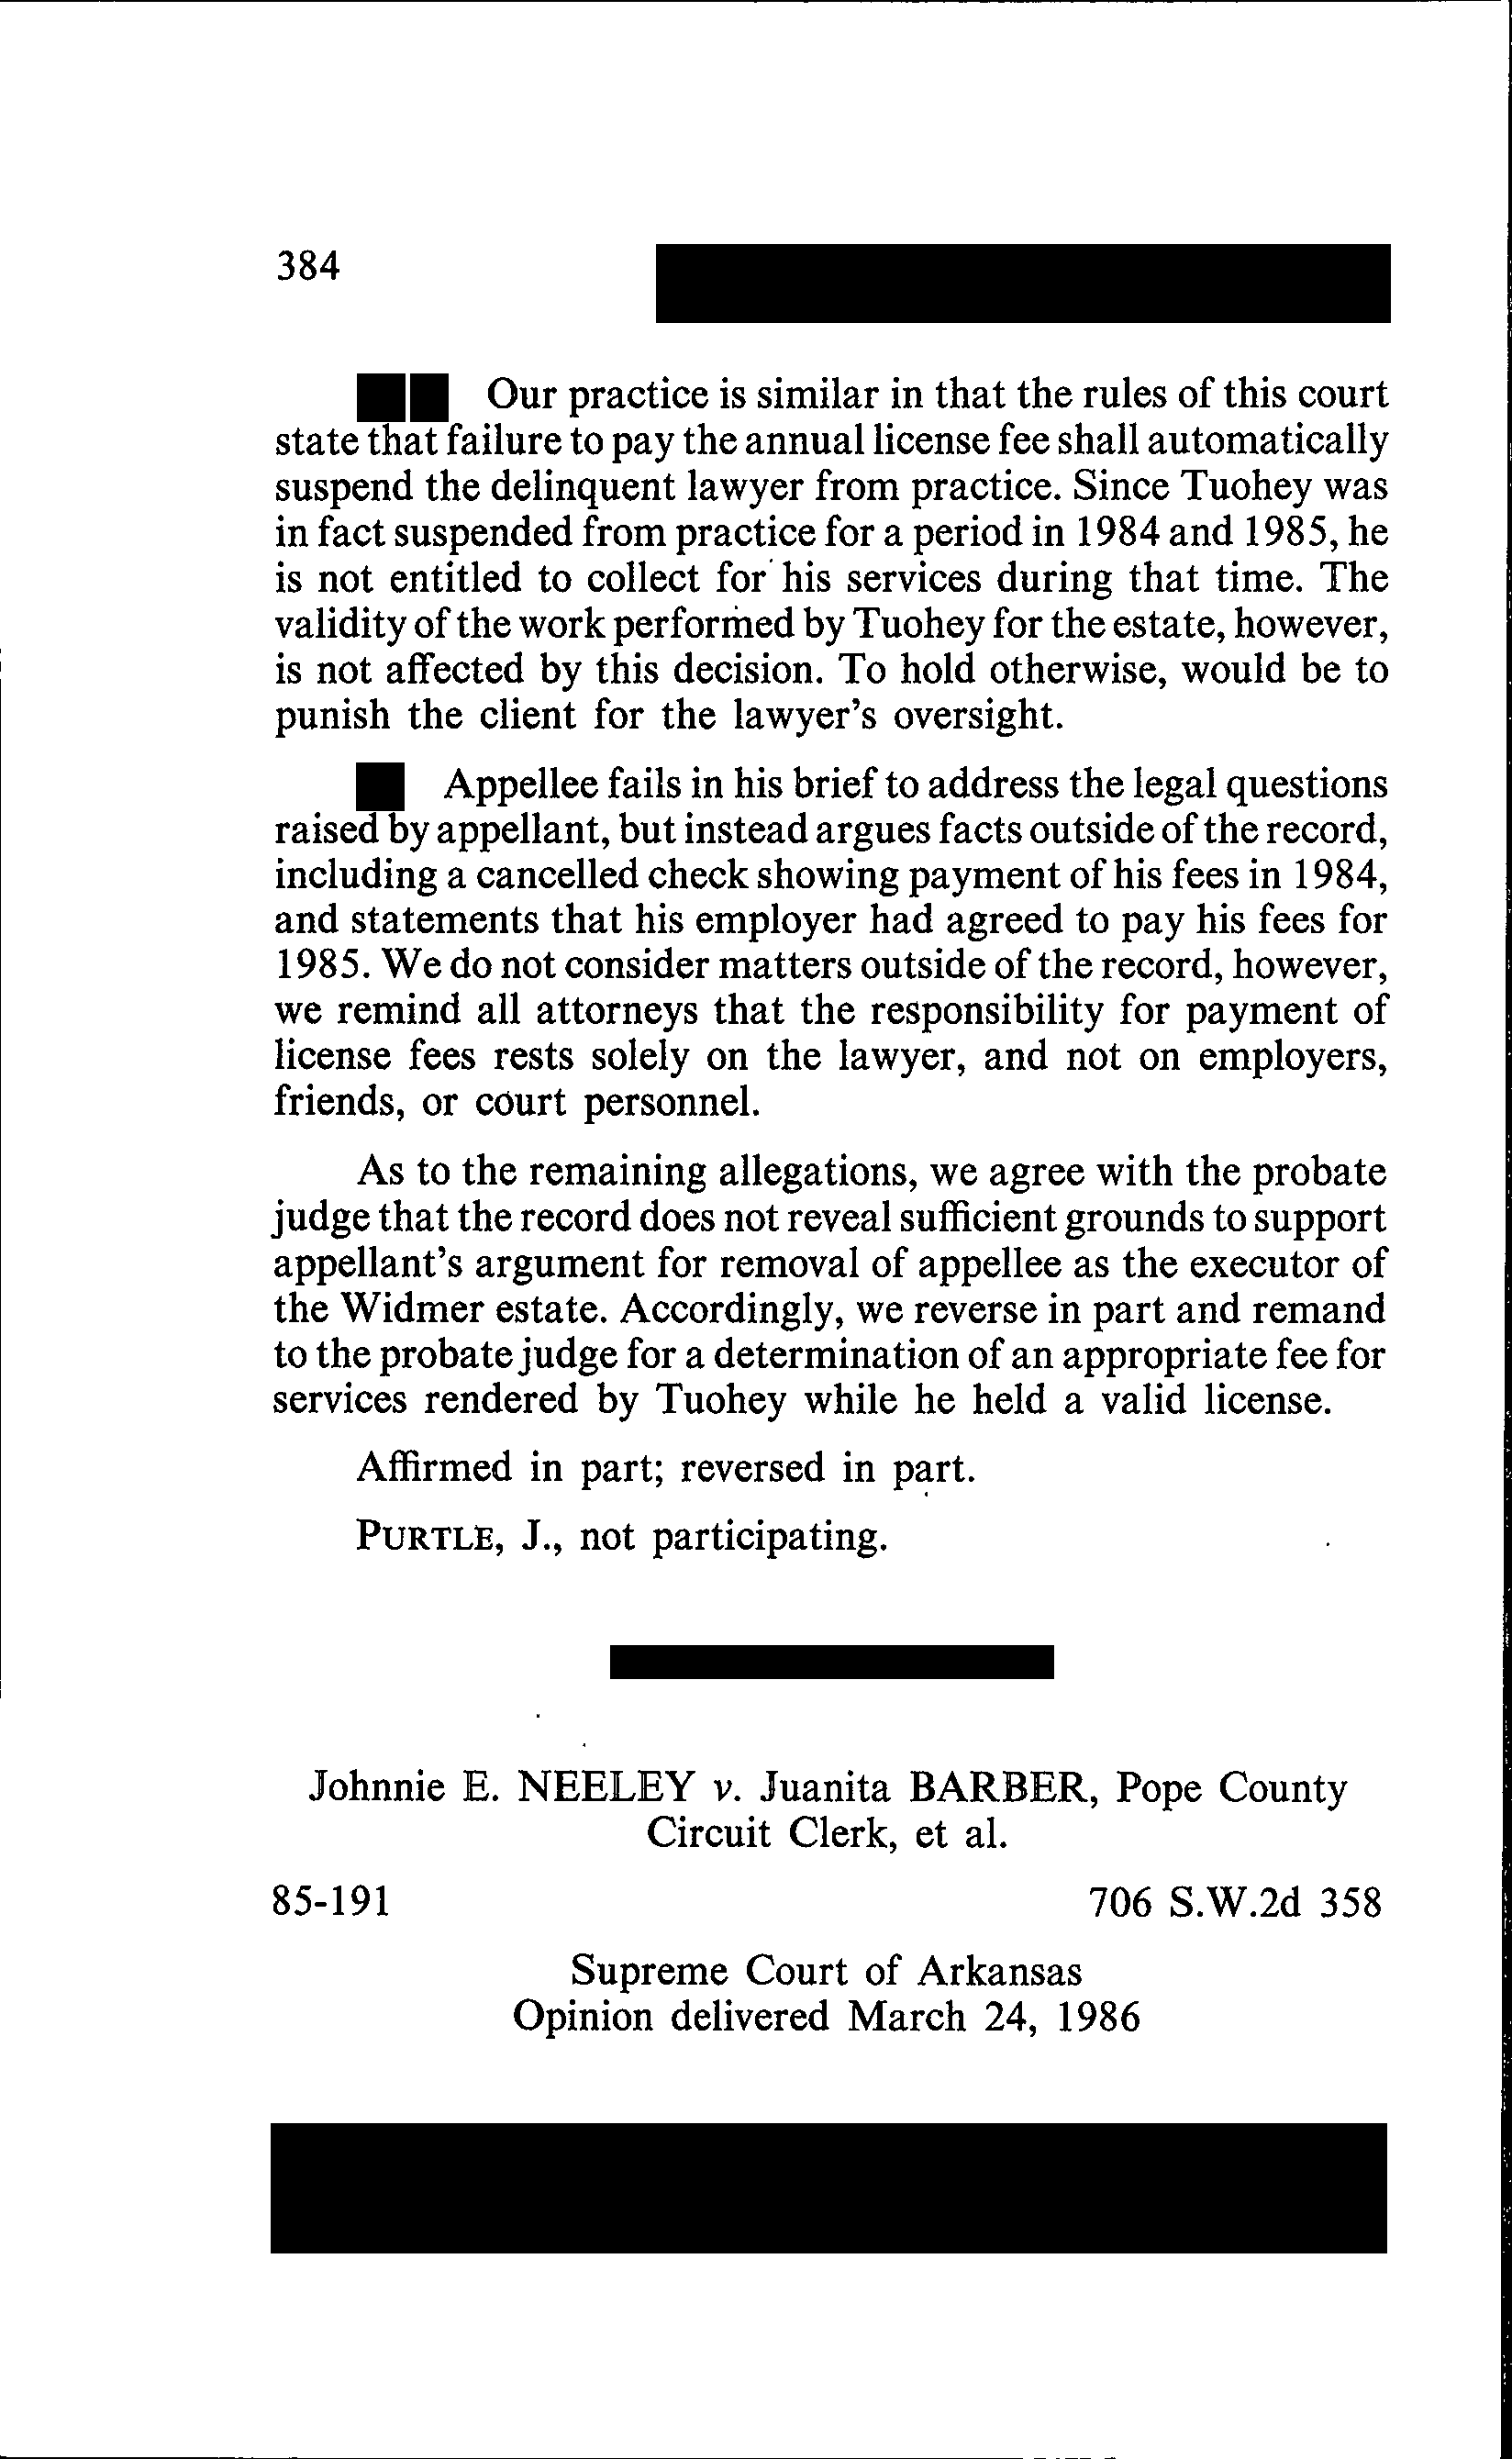 384
Our practice is similar in that the rules of this court
state that failure to pay the annual license fee shall automatically
suspend the delinquent lawyer from practice. Since Tuohey was
in fact suspended from practice for a period in 1984 and 1985, he
is not entitled to collect for his services during that time. The
validity of the work performed by Tuohey for the estate, however,
is not affected by this decision. To hold otherwise, would be to
punish the client for the lawyer's oversight.
Appellee fails in his brief to address the legal questions
raised by appellant, but instead argues facts outside of the record,
including a cancelled check showing payment of his fees in 1984,
and statements that his employer had agreed to pay his fees for
1985. We do not consider matters outside of the record, however,
we remind all attorneys that the responsibility for payment of
license fees rests solely on the lawyer, and not on employers,
friends, or court personnel.
As to the remaining allegations, we agree with the probate
judge that the record does not reveal sufficient grounds to support
appellant's argument for removal of appellee as the executor of
the Widmer estate. Accordingly, we reverse in part and remand
to the probate judge for a determination of an appropriate fee for
services rendered by Tuohey while he held a valid license.
Affirmed in part; reversed in part.
PURTLE, J., not participating.
Johnnie E. NEELEY v. Juanita BARBER, Pope County
Circuit Clerk, et al.
85-191 706 S.W.2d 358
Supreme Court of Arkansas
Opinion delivered March 24, 1986